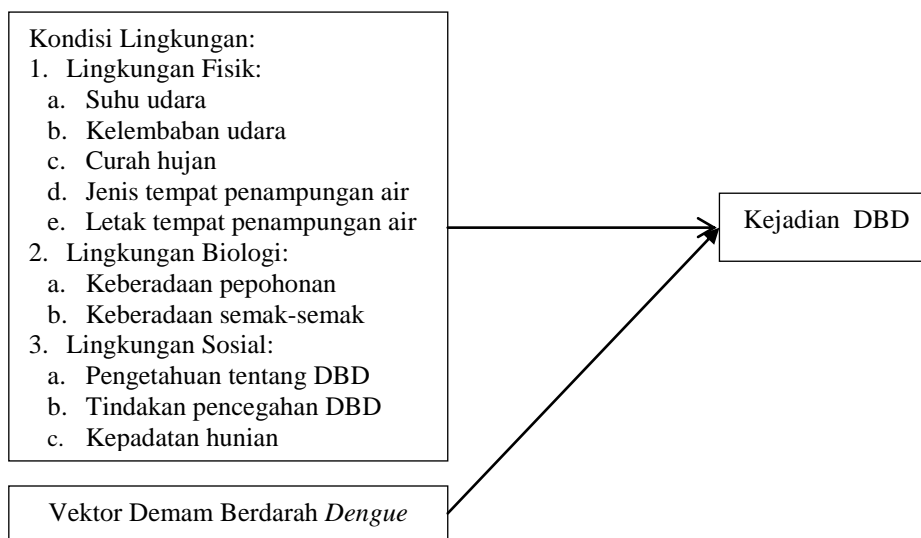 Kondisi Lingkungan:
1. Lingkungan Fisik:
a. Suhu udara
b. Kelembaban udara
c. Curah hujan
d. Jenis tempat penampungan air
e. Letak tempat penampungan air
2. Lingkungan Biologi:
a. Keberadaan pepohonan
b. Keberadaan semak-semak
3. Lingkungan Sosial:
a. Pengetahuan tentang DBD
b. Tindakan pencegahan DBD
c. Kepadatan hunian
Kejadian DBD
Vektor Demam Berdarah Dengue